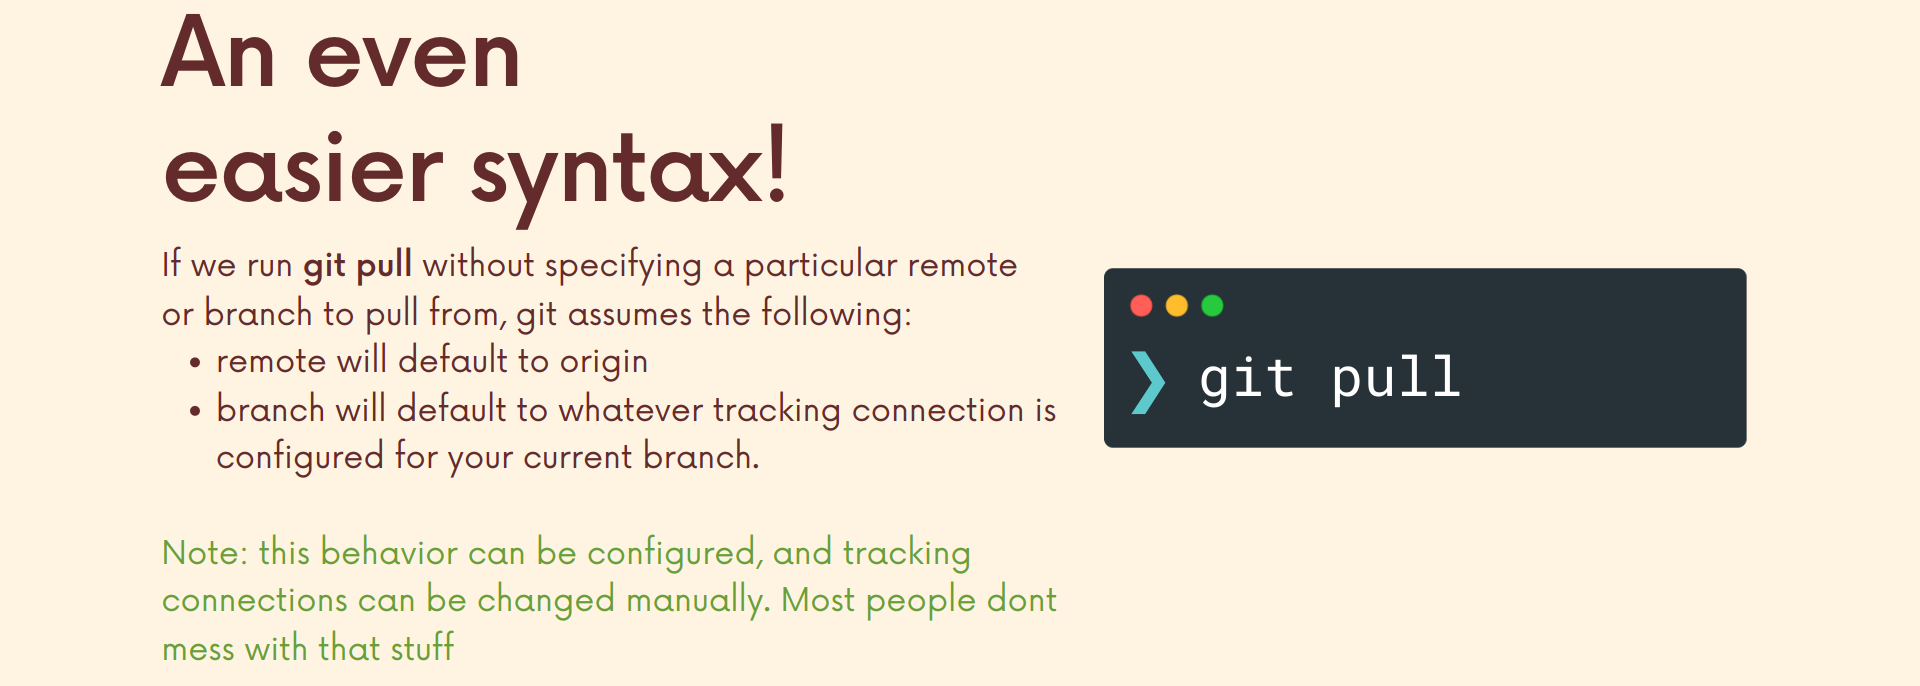 An even
easier syntax!
If we run git pull without specifying a particular remote
or branch to pull from, git assumes the following:
• remote will default to origin
• branch will default to whatever tracking connection is
configured for your current branch.
❯ git pull
Note: this behavior can be configured, and tracking
connections can be changed manually. Most people dont
mess with that stuff